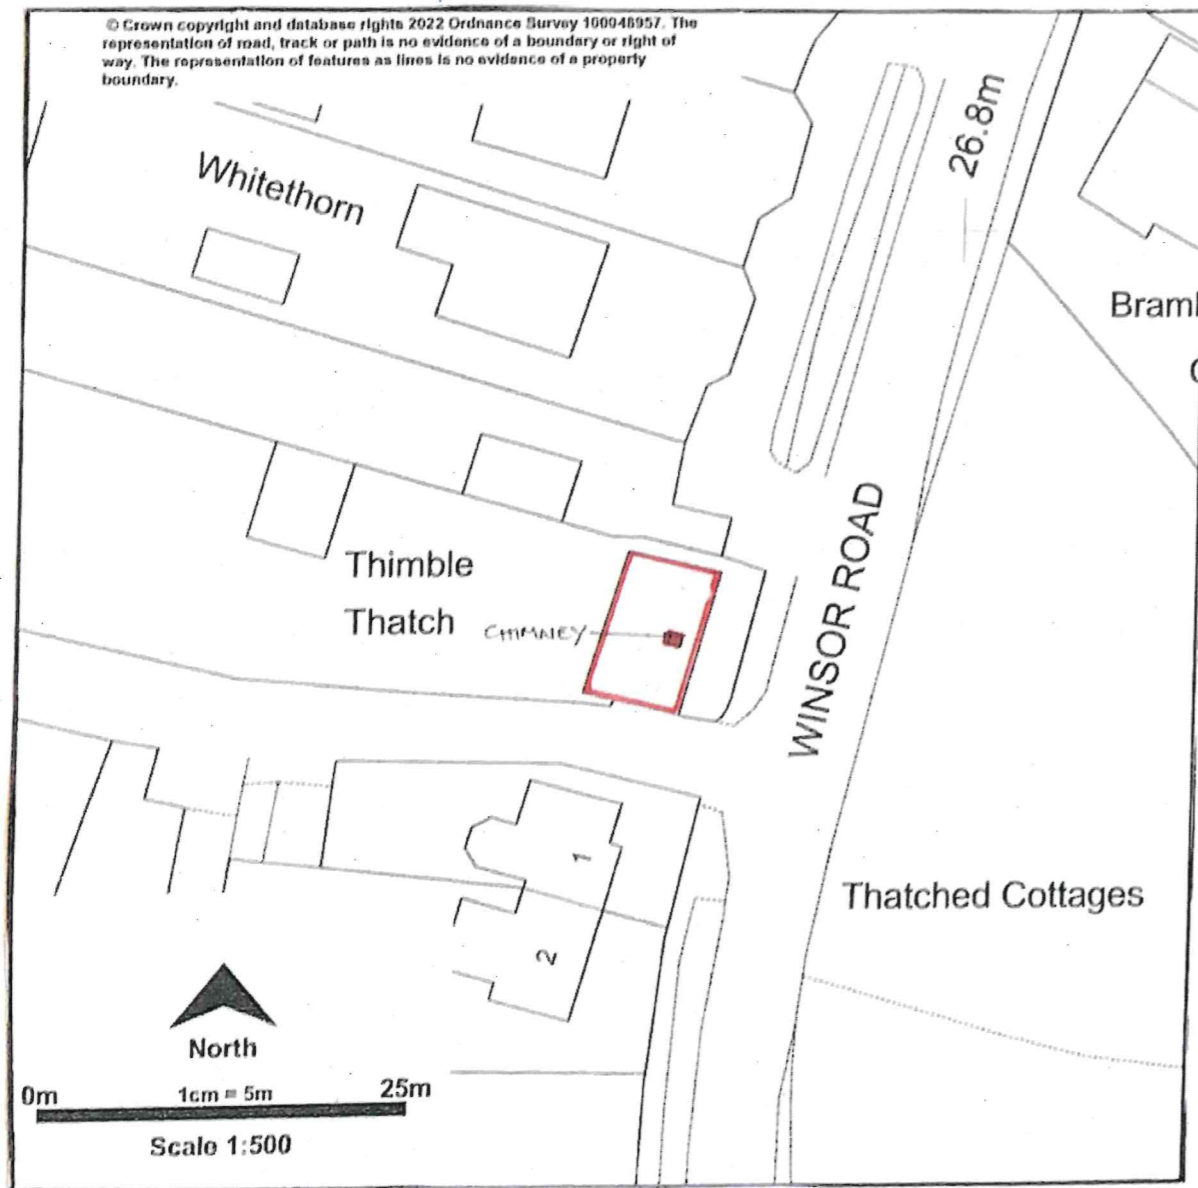 © Crown copyright and database rights 2022 Ordnance Survey 100048957. The
representation of road, track or path is no evidence of a boundary or right of
way. The representation of features as lines is no evidence of a property
boundary.
26.8m
Whitethorn
Thimble
Thatch
CHIMNEY
WINSOR ROAD
1
2
Thatched Cottages
North
0m
1cm = 5m
25m
Scale 1:500